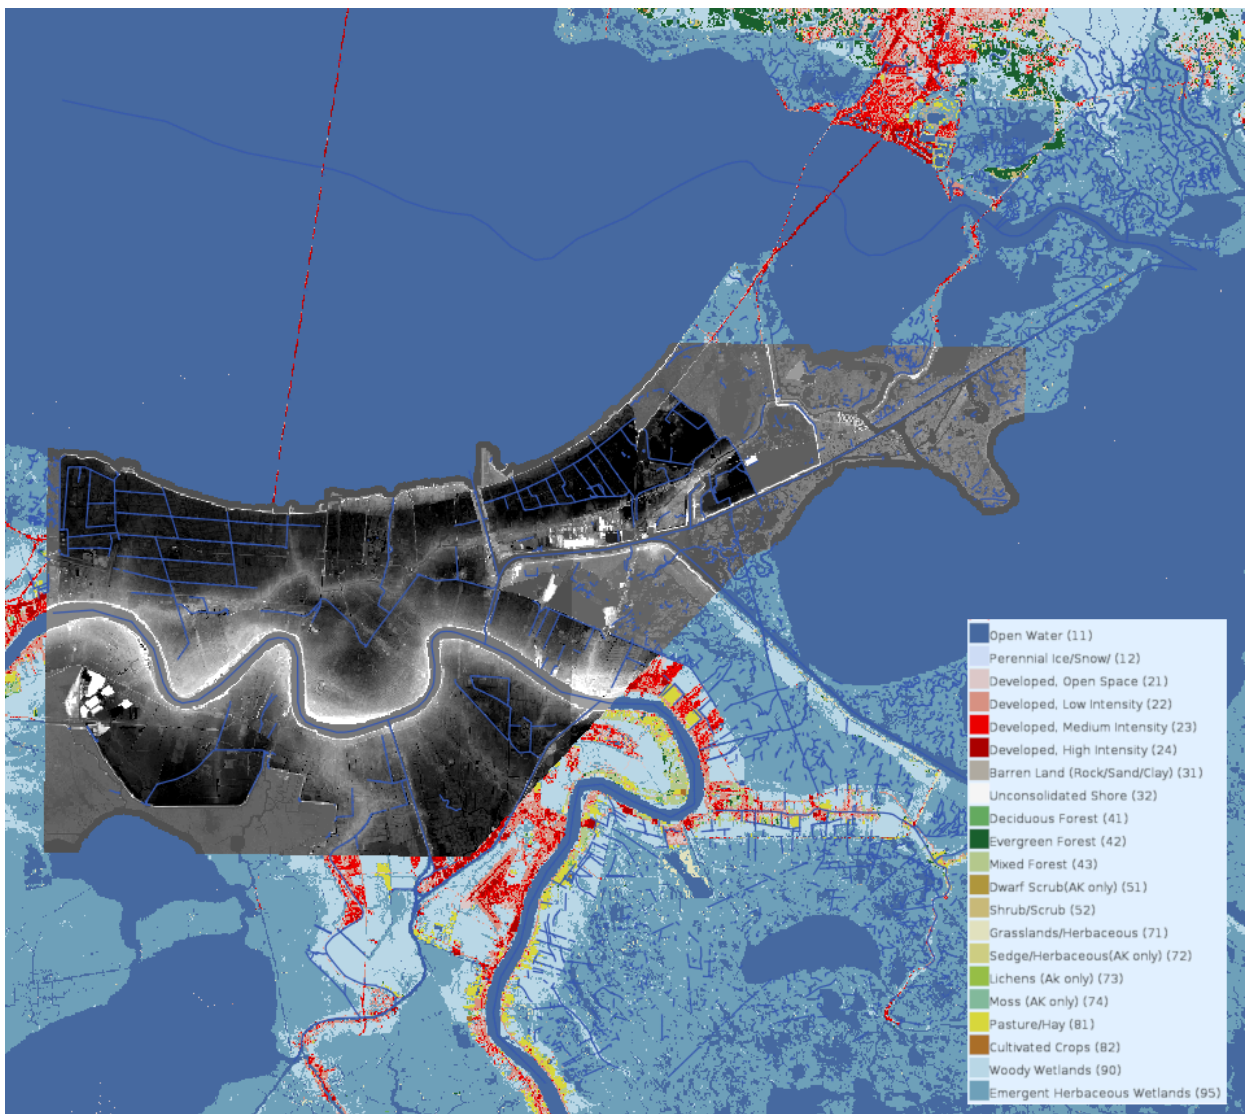 Open Water (11)
Perennial Ice/Snow/ (12)
Developed, Open Space (21)
Developed, Low Intensity (22)
Developed, Medium Intensity (23)
Developed, High Intensity (24)
Barren Land (Rock/Sand/Clay) (31)
Unconsolidated Shore (32)
Deciduous Forest (41)
Evergreen Forest (42)
Mixed Forest (43)
Dwarf Scrub(AK only) (51)
Shrub/Scrub (52)
Grasslands/Herbaceous (71)
Sedge/Herbaceous(AK only) (72)
Lichens (Ak only) (73)
Moss (AK only) (74)
Pasture/Hay (81)
Cultivated Crops (82)
Woody Wetlands (90)
Emergent Herbaceous Wetlands (95)